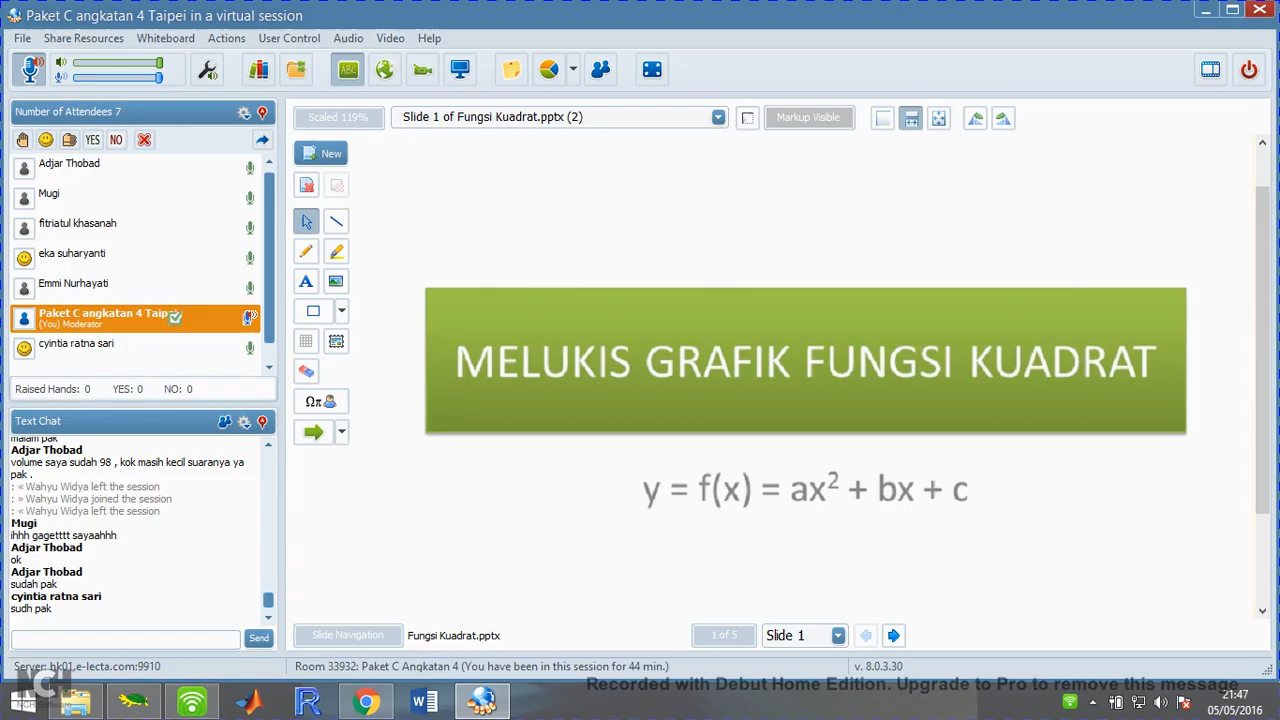 Paket C angkatan 4 Taipei in a virtual session
File Share Resources Whiteboard Actions User Control Audio Video Help
ABC
Number of Attendees 7
YES NO
Adjar Thobad
Mugi
fitriatul khasanah
eka suharyanti
Emmi Nurhayati
Paket C angkatan 4 Taip
(You) Moderator
cyintia ratna sari
Raised Hands: 0 YES: 0 NO: 0
Text Chat
malam pak
Adjar Thobad
volume saya sudah 98 , kok masih kecil suaranya ya
pak .
: « Wahyu Widya left the session
: » Wahyu Widya joined the session
: « Wahyu Widya left the session
Mugi
ihhh gagetttt sayaahhh
Adjar Thobad
ok
Adjar Thobad
sudah pak
cyintia ratna sari
sudh pak
Send
Scaled 119% Slide 1 of Fungsi Kuadrat.pptx (2) Markup Visible
New
A
Ωπ
MELUKIS GRAFIK FUNGSI KUADRAT
y = f(x) = ax² + bx + c
Slide Navigation Fungsi Kuadrat.pptx 1 of 5 Slide 1
Server: bk01.e-lecta.com:9910 Room 33932: Paket C Angkatan 4 (You have been in this session for 44 min.) v. 8.0.3.30
Recorded with Debut Home Edition. Upgrade to Pro to remove this message
NCH
21:47
05/05/2016